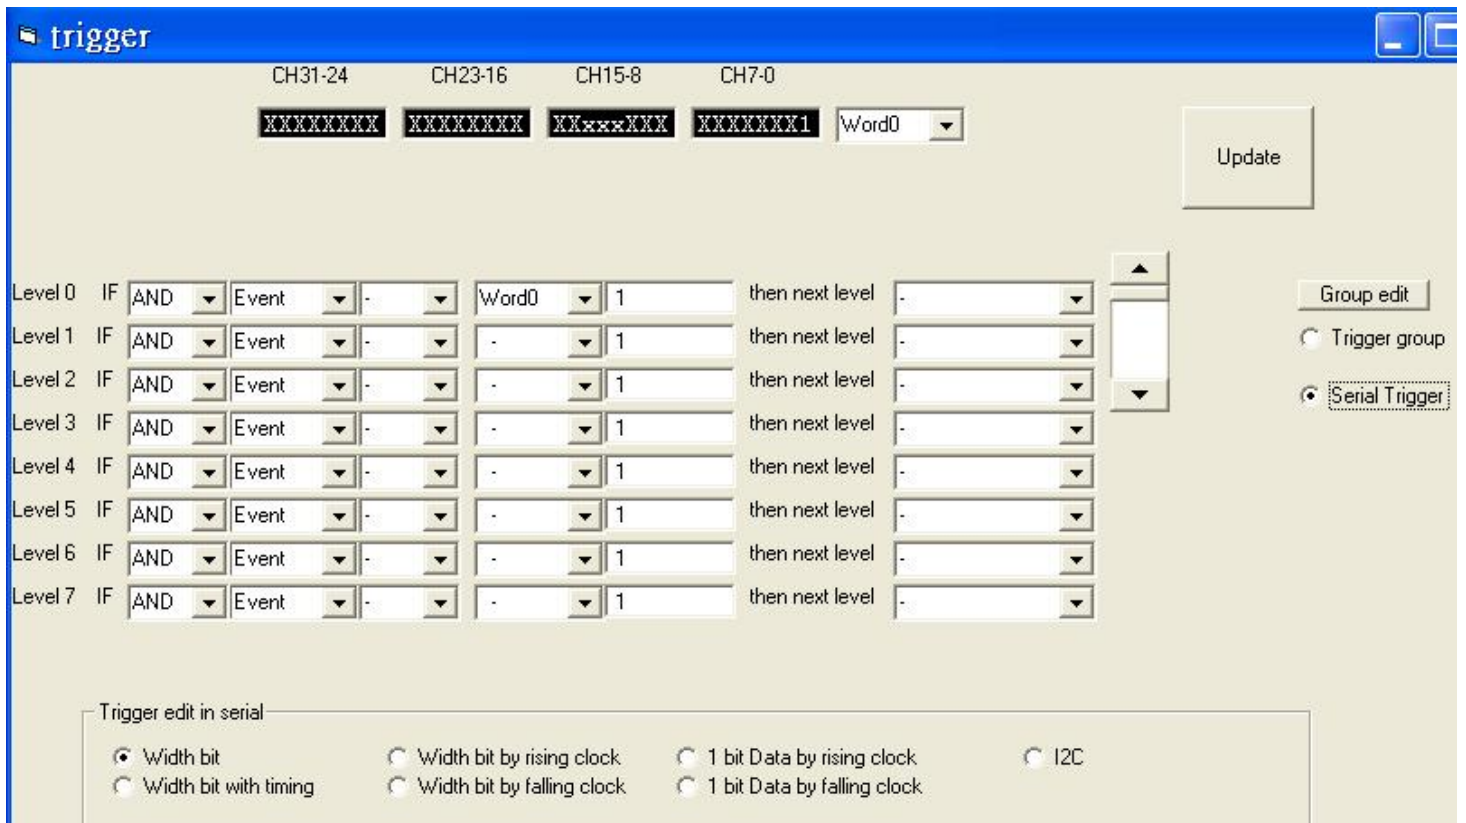 trigger
CH31-24 CH23-16 CH15-8 CH7-0
XXXXXXXX XXXXXXXX XXxxxXXX XXXXXXX1 Word0
Update
Level 0 IF AND Event - Word0 1 then next level -
Level 1 IF AND Event - - 1 then next level -
Level 2 IF AND Event - - 1 then next level -
Level 3 IF AND Event - - 1 then next level -
Level 4 IF AND Event - - 1 then next level -
Level 5 IF AND Event - - 1 then next level -
Level 6 IF AND Event - - 1 then next level -
Level 7 IF AND Event - - 1 then next level -
Group edit
Trigger group
Serial Trigger
Trigger edit in serial
Width bit Width bit by rising clock 1 bit Data by rising clock I2C
Width bit with timing Width bit by falling clock 1 bit Data by falling clock